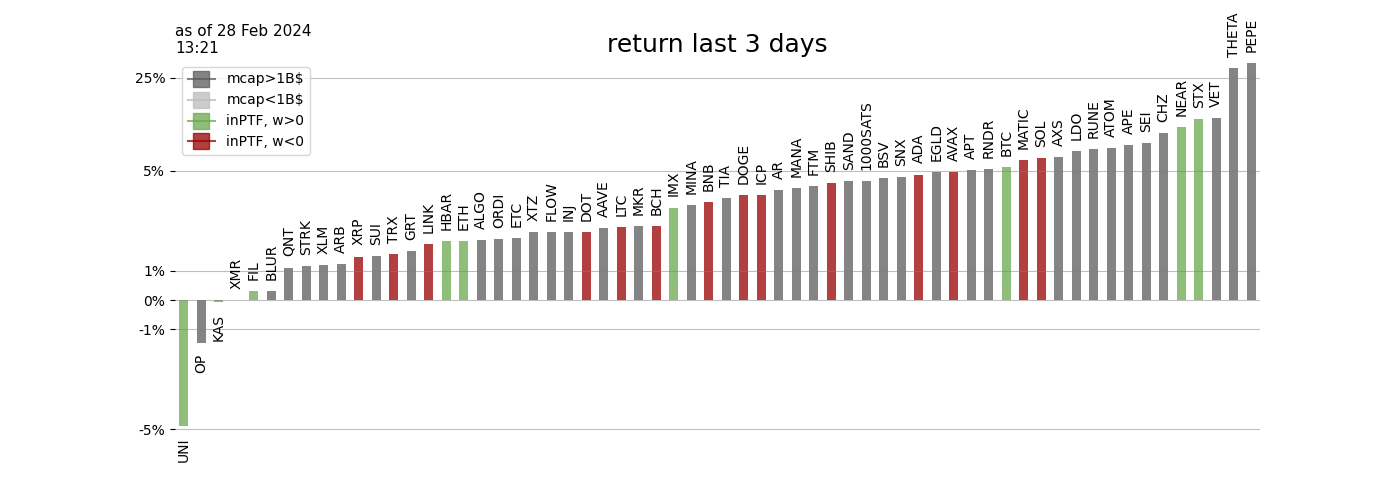 as of 28 Feb 2024
13:21
return last 3 days
mcap>1B$
mcap<1B$
inPTF, w>0
inPTF, w<0
25%
5%
1%
0%
-1%
-5%
UNI
OP
KAS
XMR
FIL
BLUR
QNT
STRK
XLM
ARB
XRP
SUI
TRX
GRT
LINK
HBAR
ETH
ALGO
ORDI
ETC
XTZ
FLOW
INJ
DOT
AAVE
LTC
MKR
BCH
IMX
MINA
BNB
TIA
DOGE
ICP
AR
MANA
FTM
SHIB
SAND
1000SATS
BSV
SNX
ADA
EGLD
AVAX
APT
RNDR
BTC
MATIC
SOL
AXS
LDO
RUNE
ATOM
APE
SEI
CHZ
NEAR
STX
VET
THETA
PEPE